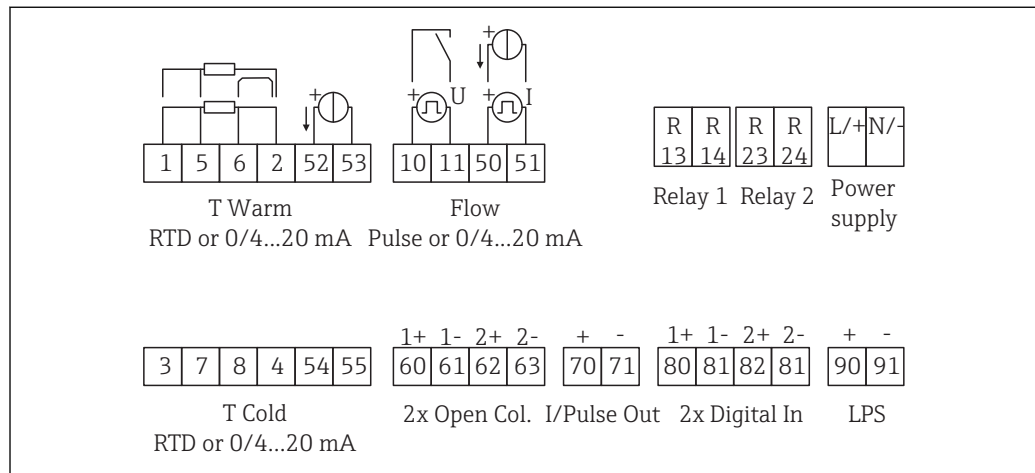 + U + I
+
+
1 5 6 2 52 53
10 11 50 51
R R R R L/+ N/-
13 14 23 24
T Warm
RTD or 0/4...20 mA
Flow
Pulse or 0/4...20 mA
Relay 1 Relay 2
Power
supply
1+ 1- 2+ 2- + - 1+ 1- 2+ 2- + -
3 7 8 4 54 55
60 61 62 63
70 71
80 81 82 81
90 91
T Cold
RTD or 0/4...20 mA
2x Open Col.
I/Pulse Out
2x Digital In
LPS